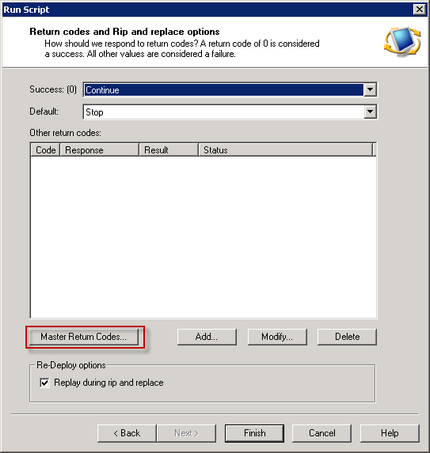 Run Script
Return codes and Rip and replace options
How should we respond to return codes? A return code of 0 is considered
a success. All other values are considered a failure.
Success: (0) Continue
Default: Stop
Other return codes:
Code Response Result Status
Master Return Codes... Add... Modify... Delete
Re-Deploy options
Replay during rip and replace
< Back Next > Finish Cancel Help